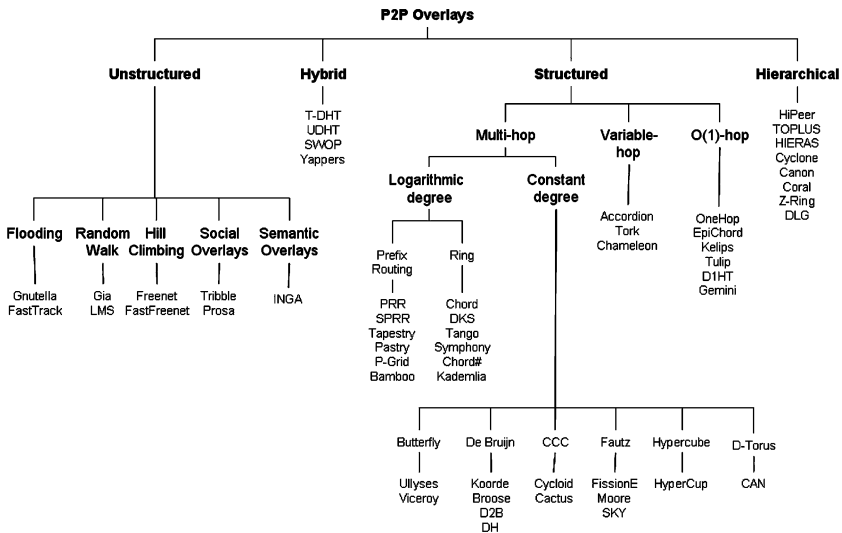 P2P Overlays
Unstructured
Hybrid
Structured
Hierarchical
T-DHT
UDHT
SWOP
Yappers
HiPeer
TOPLUS
HIERAS
Cyclone
Canon
Coral
Z-Ring
DLG
Multi-hop
Variable-
hop
O(1)-hop
Logarithmic
degree
Constant
degree
Accordion
Tork
Chameleon
OneHop
EpiChord
Kelips
Tulip
D1HT
Gemini
Flooding
Random
Walk
Hill
Climbing
Social
Overlays
Semantic
Overlays
Gnutella
FastTrack
Gia
LMS
Freenet
FastFreenet
Tribble
Prosa
INGA
Prefix
Routing
Ring
PRR
SPRR
Tapestry
Pastry
P-Grid
Bamboo
Chord
DKS
Tango
Symphony
Chord#
Kademlia
Butterfly
De Bruijn
CCC
Fautz
Hypercube
D-Torus
Ullyses
Viceroy
Koorde
Broose
D2B
DH
Cycloid
Cactus
FissionE
Moore
SKY
HyperCup
CAN